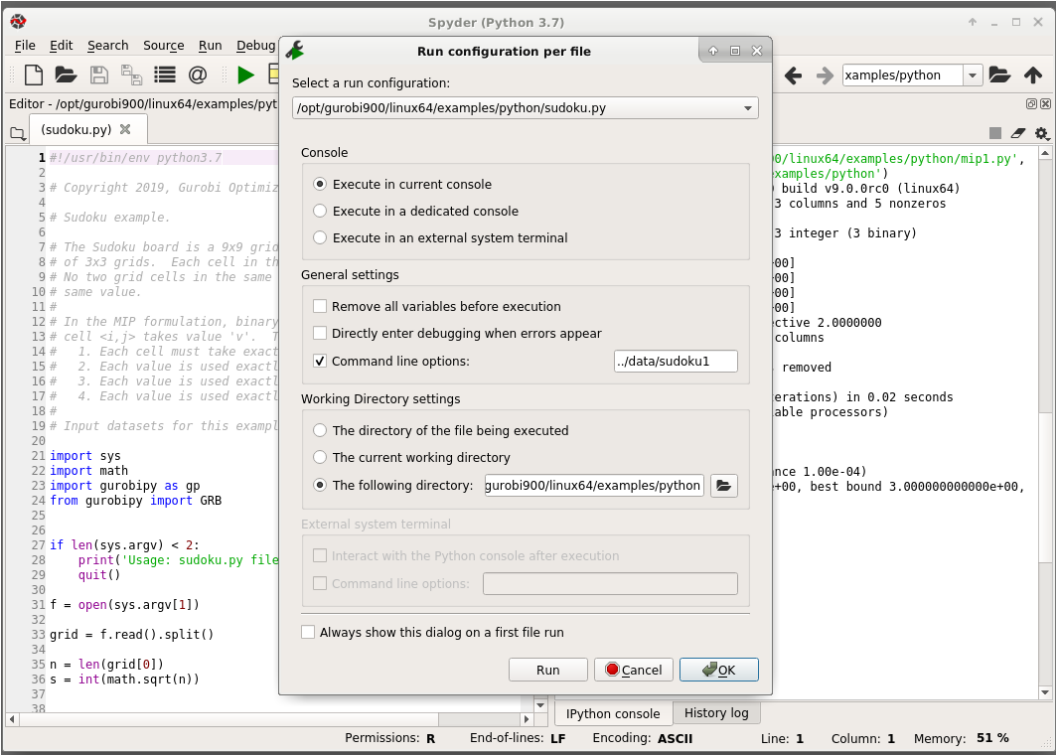 Spyder (Python 3.7)
File Edit Search Source Run Debug
xamples/python
Editor - /opt/gurobi900/linux64/examples/pyt
(sudoku.py)
1 #!/usr/bin/env python3.7
2
3 # Copyright 2019, Gurobi Optimiz
4
5 # Sudoku example.
6
7 # The Sudoku board is a 9x9 grid
8 # of 3x3 grids. Each cell in th
9 # No two grid cells in the same
10 # same value.
11 #
12 # In the MIP formulation, binary
13 # cell <i,j> takes value 'v'. T
14 # 1. Each cell must take exact
15 # 2. Each value is used exactl
16 # 3. Each value is used exactl
17 # 4. Each value is used exactl
18 #
19 # Input datasets for this exampl
20
21 import sys
22 import math
23 import gurobipy as gp
24 from gurobipy import GRB
25
26
27 if len(sys.argv) < 2:
28 print('Usage: sudoku.py file
29 quit()
30
31 f = open(sys.argv[1])
32
33 grid = f.read().split()
34
35 n = len(grid[0])
36 s = int(math.sqrt(n))
37
38
Run configuration per file
Select a run configuration:
/opt/gurobi900/linux64/examples/python/sudoku.py
Console
Execute in current console
Execute in a dedicated console
Execute in an external system terminal
General settings
Remove all variables before execution
Directly enter debugging when errors appear
Command line options: ../data/sudoku1
Working Directory settings
The directory of the file being executed
The current working directory
The following directory: gurobi900/linux64/examples/python
External system terminal
Interact with the Python console after execution
Command line options:
Always show this dialog on a first file run
Run Cancel OK
0/linux64/examples/python/mip1.py',
examples/python')
build v9.0.0rc0 (linux64)
3 columns and 5 nonzeros
3 integer (3 binary)
+00]
+00]
+00]
+00]
ective 2.0000000
columns
removed
erations) in 0.02 seconds
able processors)
nce 1.00e-04)
e+00, best bound 3.000000000000e+00,
IPython console History log
Permissions: R End-of-lines: LF Encoding: ASCII Line: 1 Column: 1 Memory: 51 %